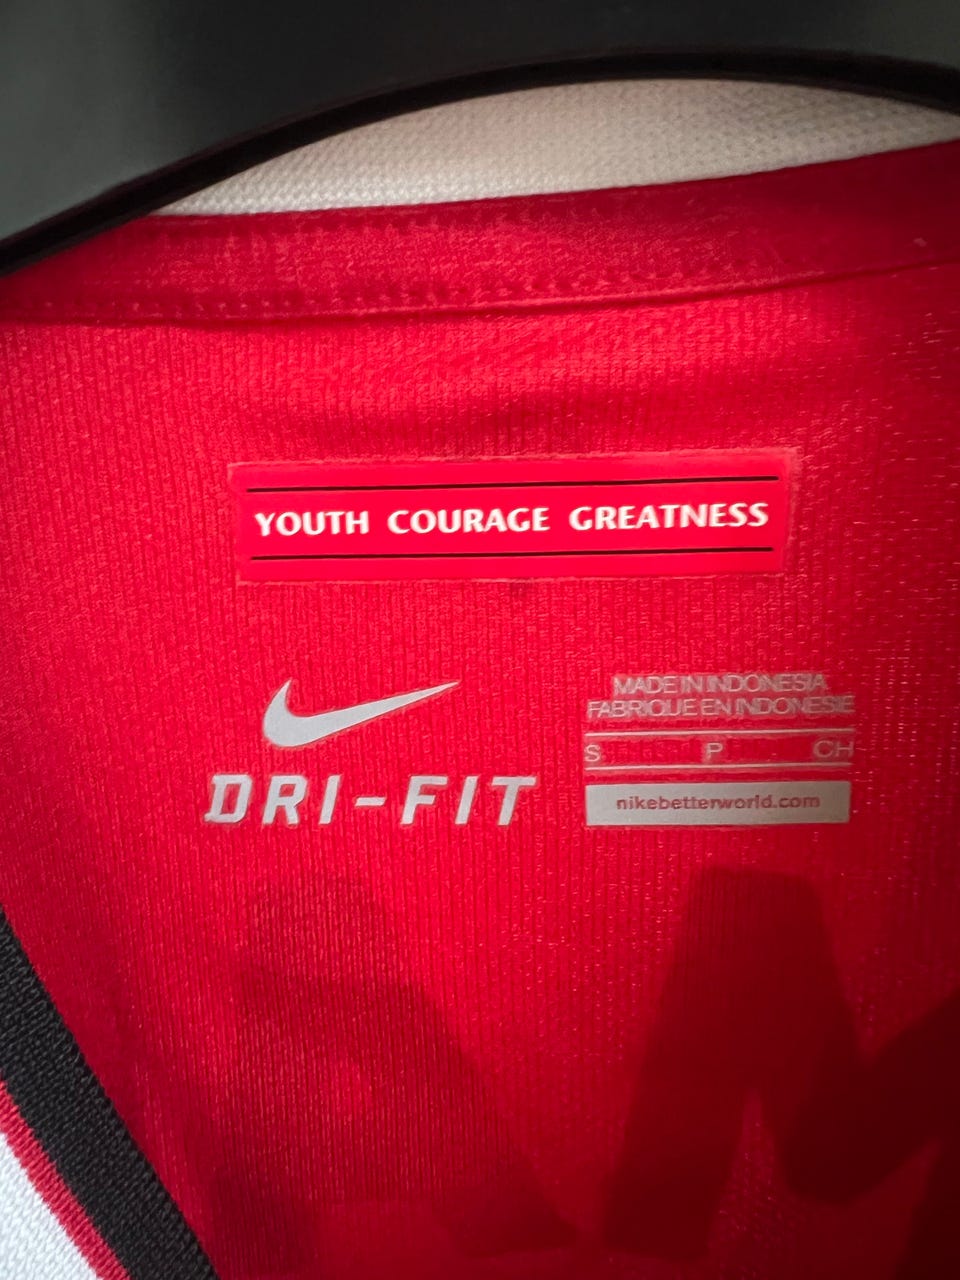 YOUTH COURAGE GREATNESS
DRI-FIT
MADE IN INDONESIA
FABRIQUE EN INDONESIE
S P CH
nikebetterworld.com